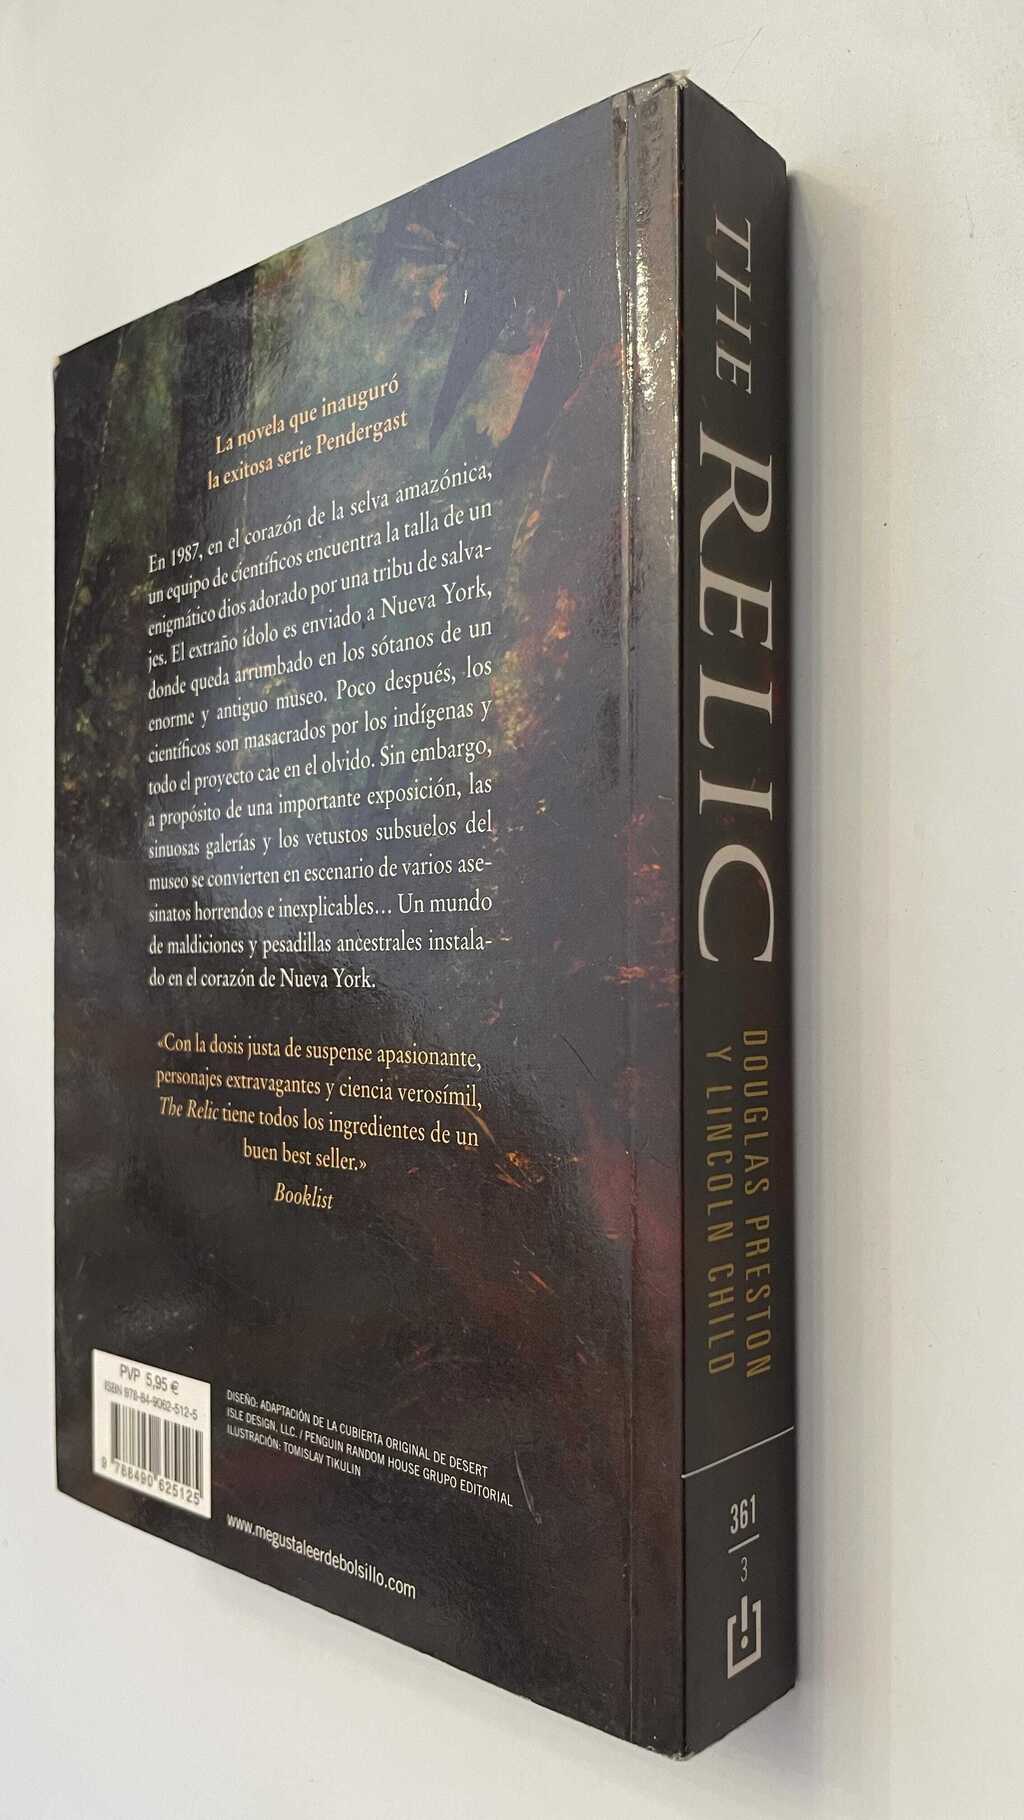 La novela que inauguró
la exitosa serie Pendergast
En 1987, en el corazón de la selva amazónica,
un equipo de científicos encuentra la talla de un
enigmático dios adorado por una tribu de salva-
jes. El extraño ídolo es enviado a Nueva York,
donde queda arrumbado en los sótanos de un
enorme y antiguo museo. Poco después, los
científicos son masacrados por los indígenas y
todo el proyecto cae en el olvido. Sin embargo,
a propósito de una importante exposición, las
sinuosas galerías y los vetustos subsuelos del
museo se convierten en escenario de varios ase-
sinatos horrendos e inexplicables... Un mundo
de maldiciones y pesadillas ancestrales instala-
do en el corazón de Nueva York.
«Con la dosis justa de suspense apasionante,
personajes extravagantes y ciencia verosímil,
The Relic tiene todos los ingredientes de un
buen best seller.»
Booklist
PVP 5,95 €
ISBN 978-84-9062-512-5
9 788490 625125
DISEÑO: ADAPTACIÓN DE LA CUBIERTA ORIGINAL DE DESERT
ISLE DESIGN, LLC. / PENGUIN RANDOM HOUSE GRUPO EDITORIAL
ILUSTRACIÓN: TOMISLAV TIKULIN
www.megustaleerdebolsillo.com
THE RELIC
DOUGLAS PRESTON
Y LINCOLN CHILD
361
3